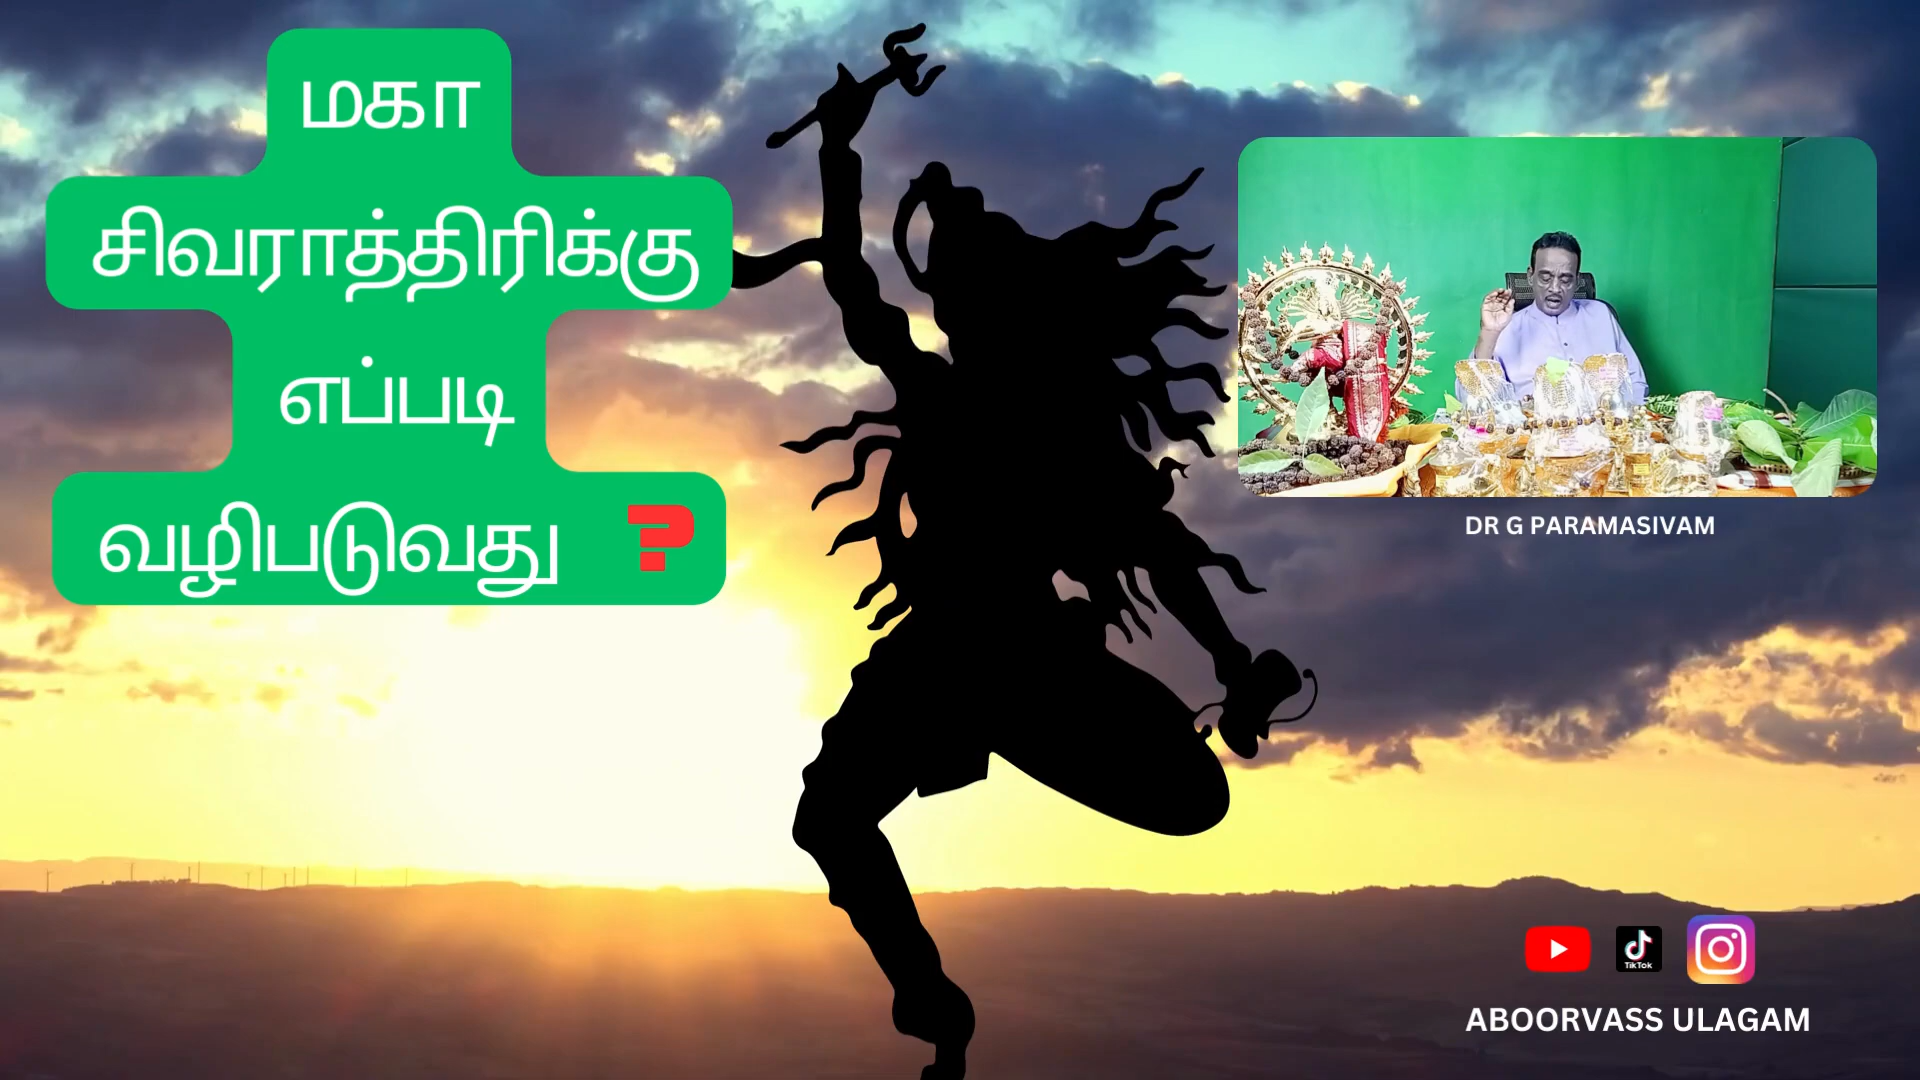 மகா
சிவராத்திரிக்கு
எப்படி
வழிபடுவது ?
DR G PARAMASIVAM
TikTok
ABOORVASS ULAGAM